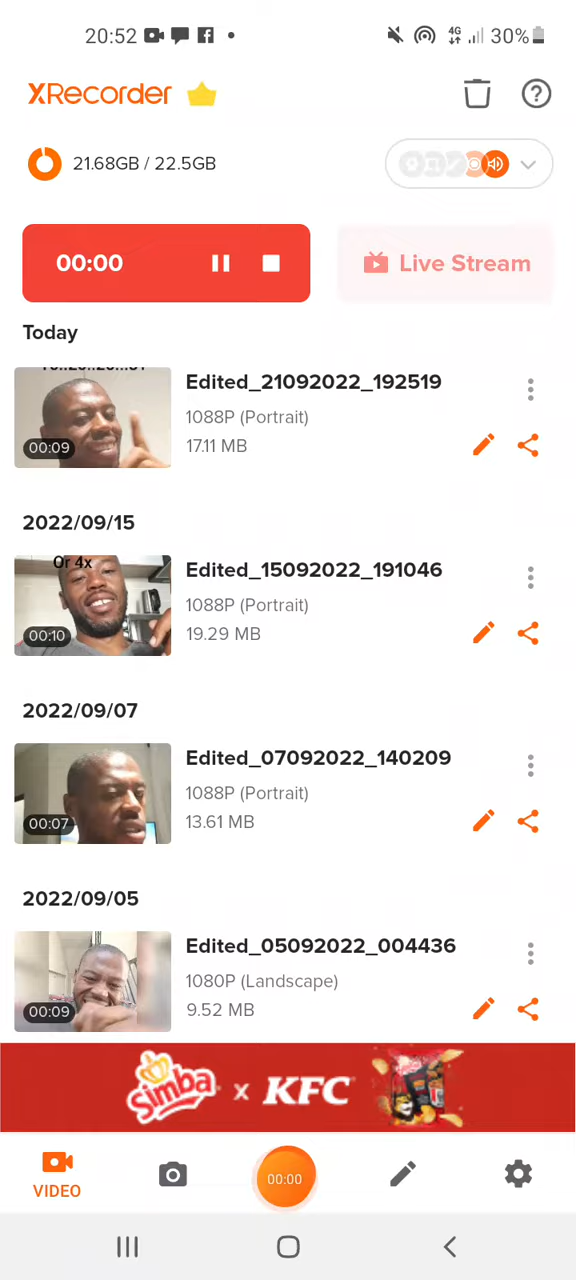 20:52
4G
30%
XRecorder
21.68GB / 22.5GB
00:00
Live Stream
Today
Edited_21092022_192519
1088P (Portrait)
17.11 MB
00:09
2022/09/15
Or 4x
Edited_15092022_191046
1088P (Portrait)
19.29 MB
00:10
2022/09/07
Edited_07092022_140209
1088P (Portrait)
13.61 MB
00:07
2022/09/05
Edited_05092022_004436
1080P (Landscape)
9.52 MB
00:09
Simba x KFC
VIDEO
00:00